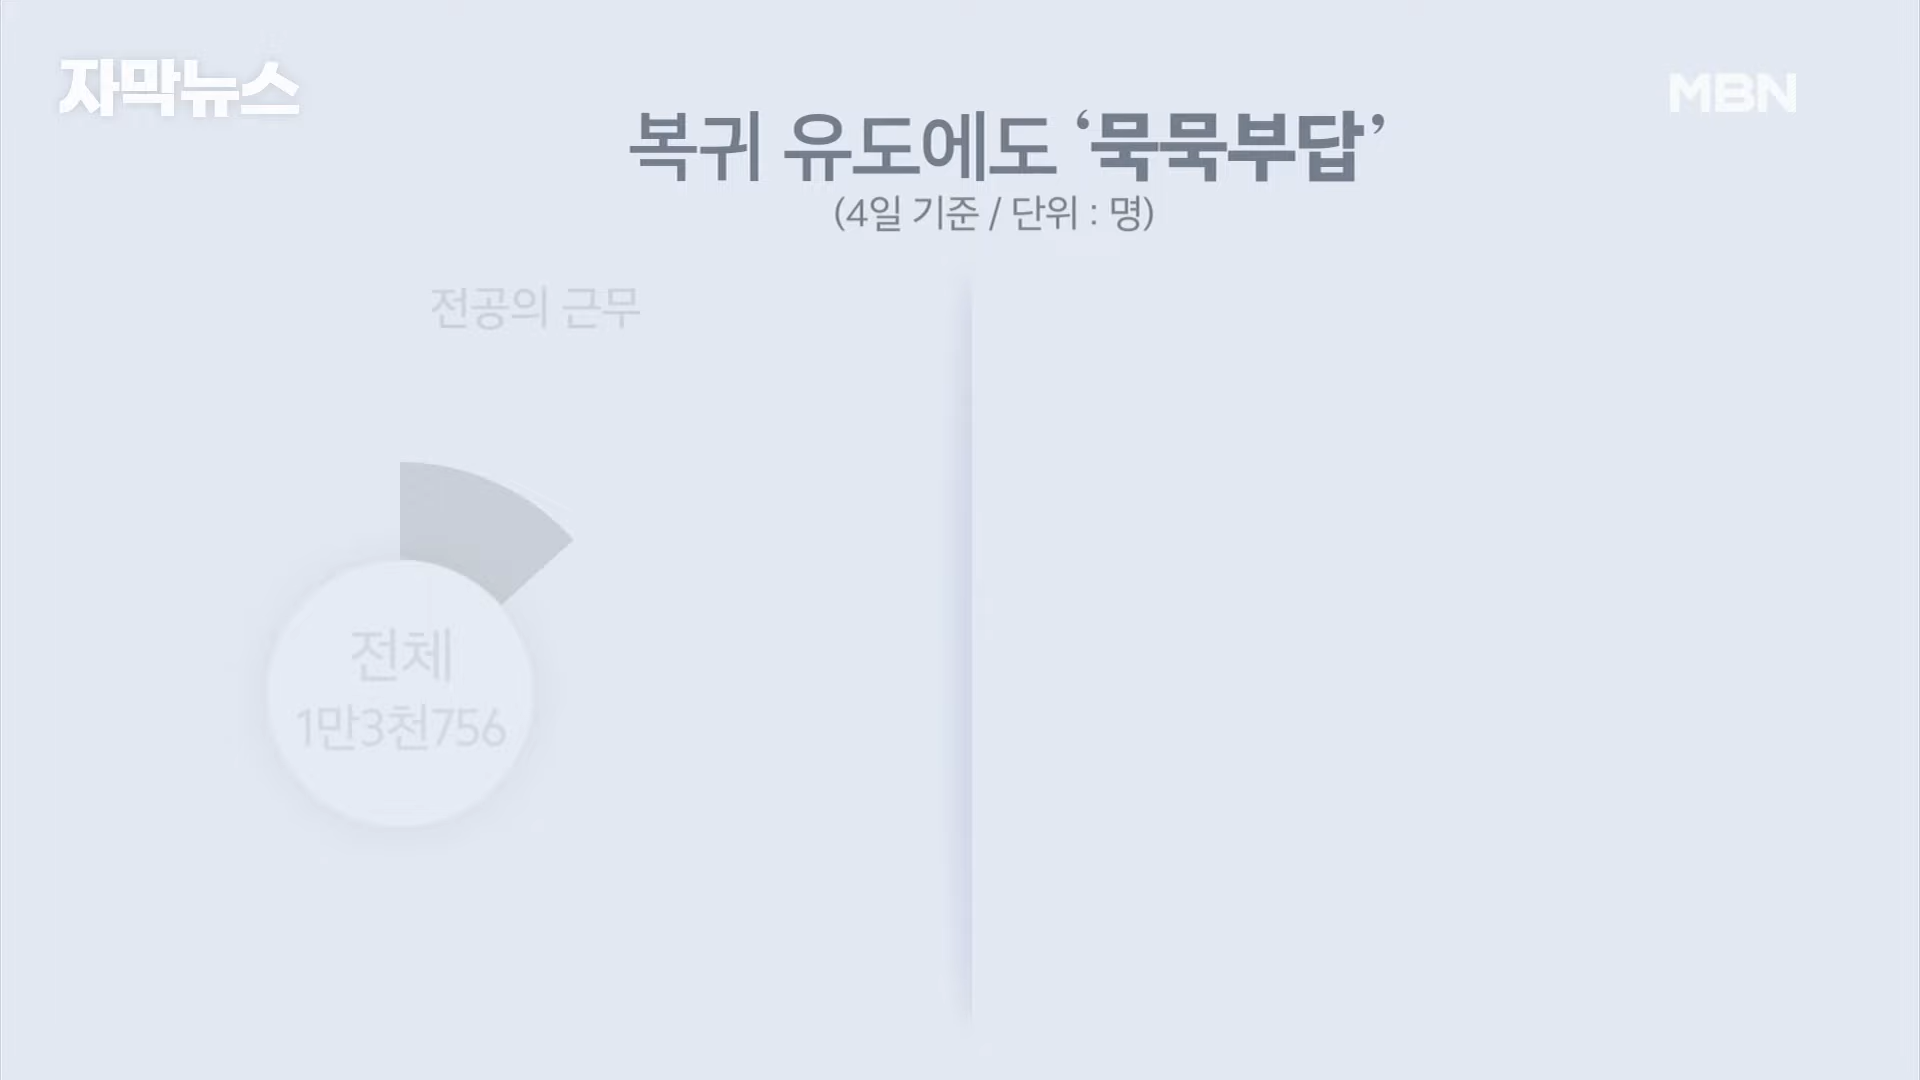 자막뉴스
MBN
복귀 유도에도 ‘묵묵부답’
(4일 기준 / 단위 : 명)
전공의 근무
전체
1만3천756